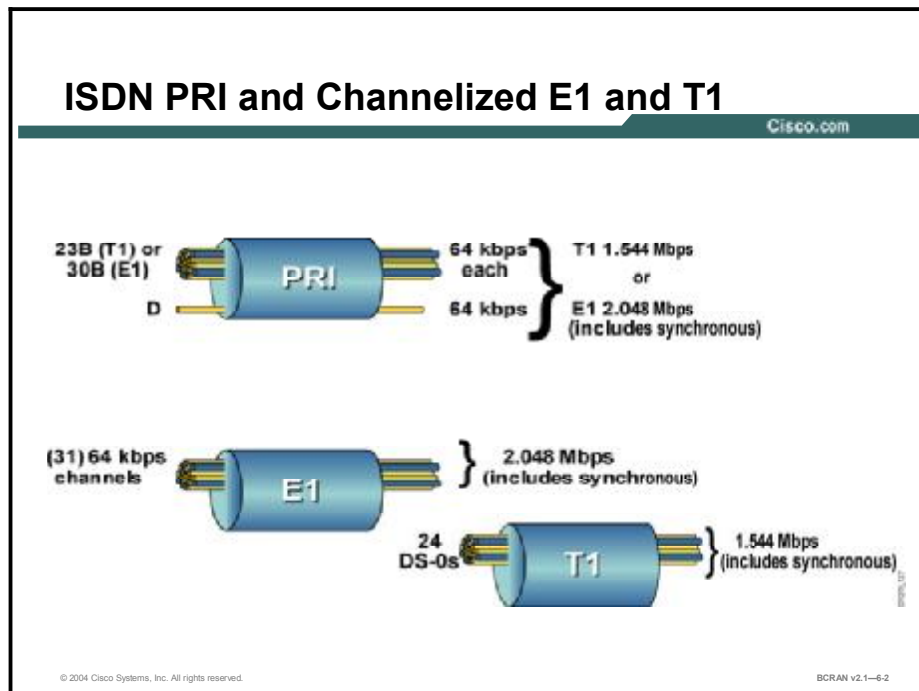 ISDN PRI and Channelized E1 and T1
Cisco.com
23B (T1) or
30B (E1)
D
PRI
64 kbps
each
64 kbps
T1 1.544 Mbps
or
E1 2.048 Mbps
(includes synchronous)
(31) 64 kbps
channels
E1
2.048 Mbps
(includes synchronous)
24
DS-0s
T1
1.544 Mbps
(includes synchronous)
© 2004 Cisco Systems, Inc. All rights reserved.
BCRAN v2.1—6-2